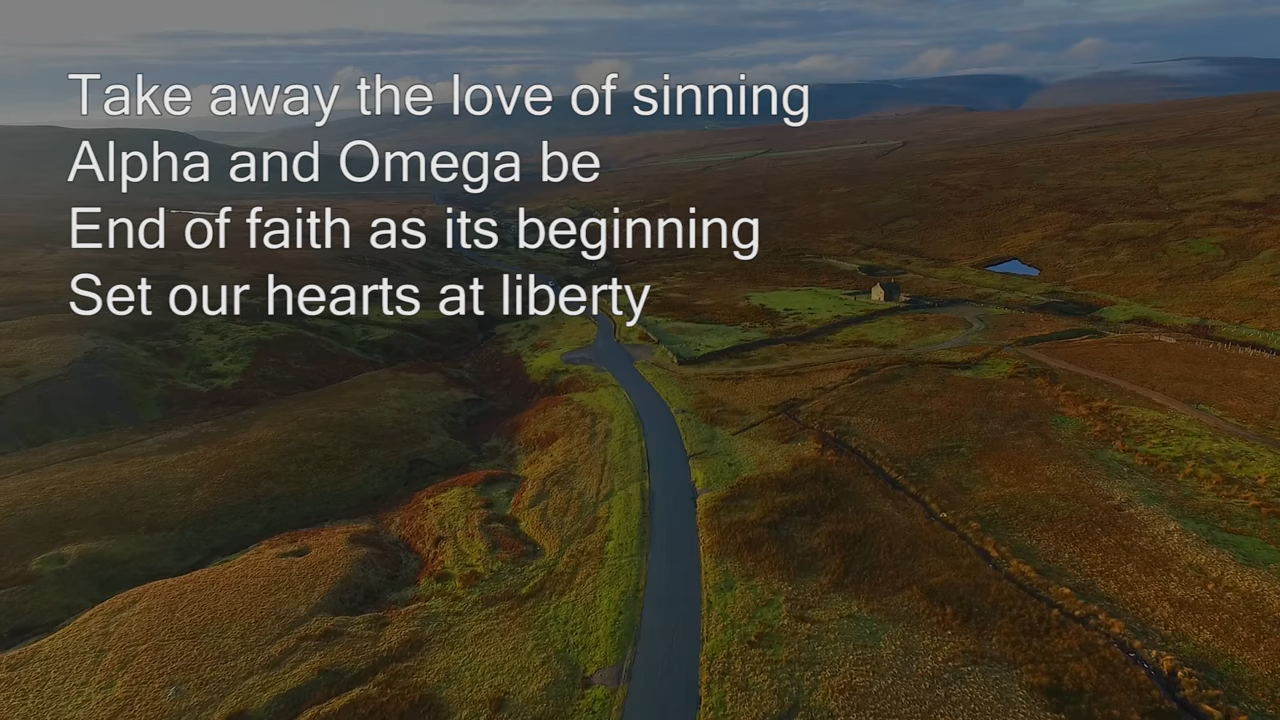 Take away the love of sinning
Alpha and Omega be
End of faith as its beginning
Set our hearts at liberty